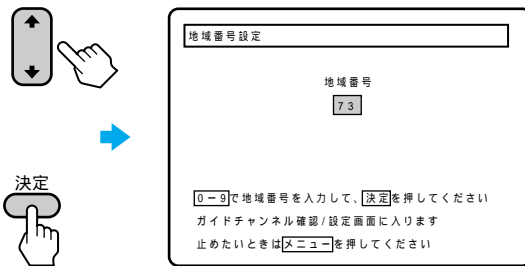 地域番号設定
地域番号
73
決定
0－9で地域番号を入力して、決定を押してください
ガイドチャンネル確認/設定画面に入ります
止めたいときはメニューを押してください